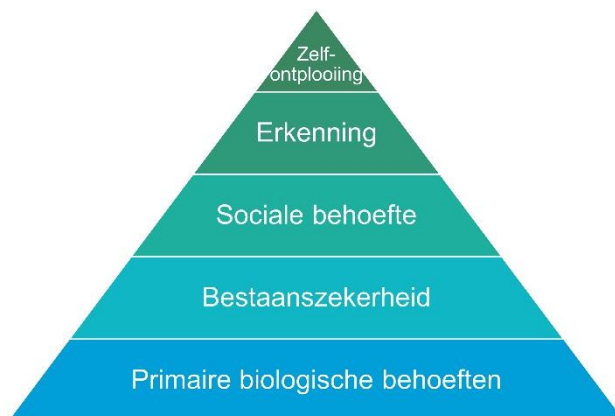 Zelf-
ontplooiing
Erkenning
Sociale behoefte
Bestaanszekerheid
Primaire biologische behoeften